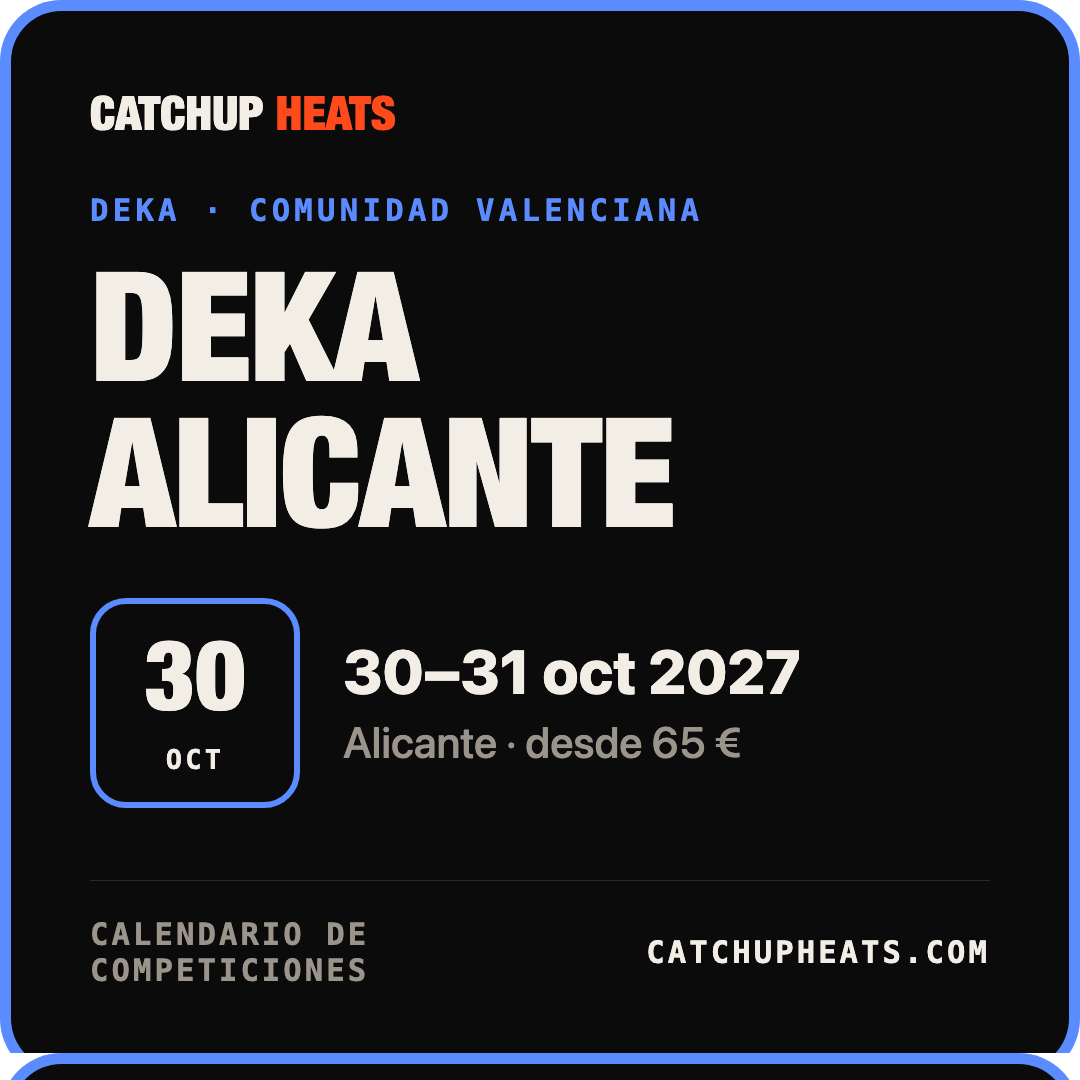 CATCHUP HEATS
DEKA · COMUNIDAD VALENCIANA
DEKA
ALICANTE
30
OCT
30–31 oct 2027
Alicante · desde 65 €
CALENDARIO DE
COMPETICIONES
CATCHUPHEATS.COM